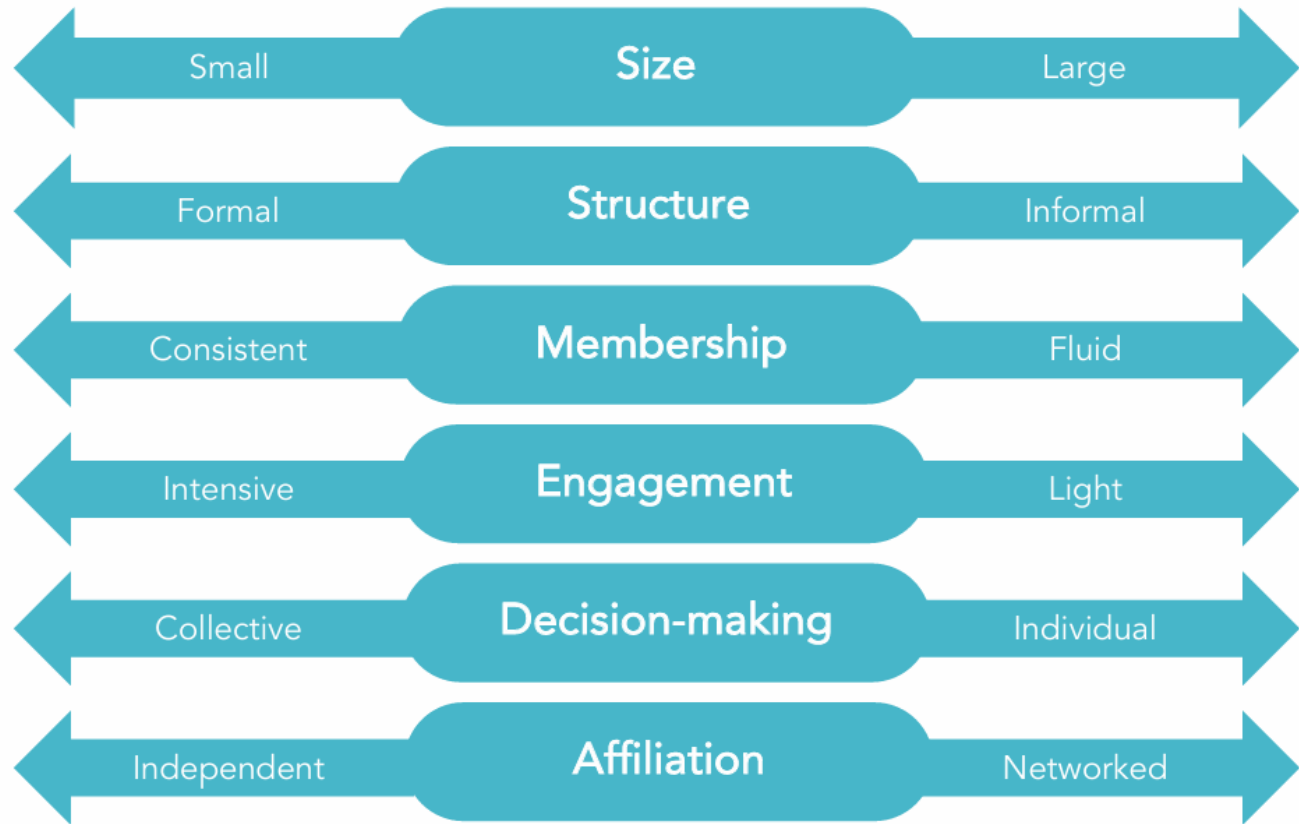 Small Size Large
Formal Structure Informal
Consistent Membership Fluid
Intensive Engagement Light
Collective Decision-making Individual
Independent Affiliation Networked